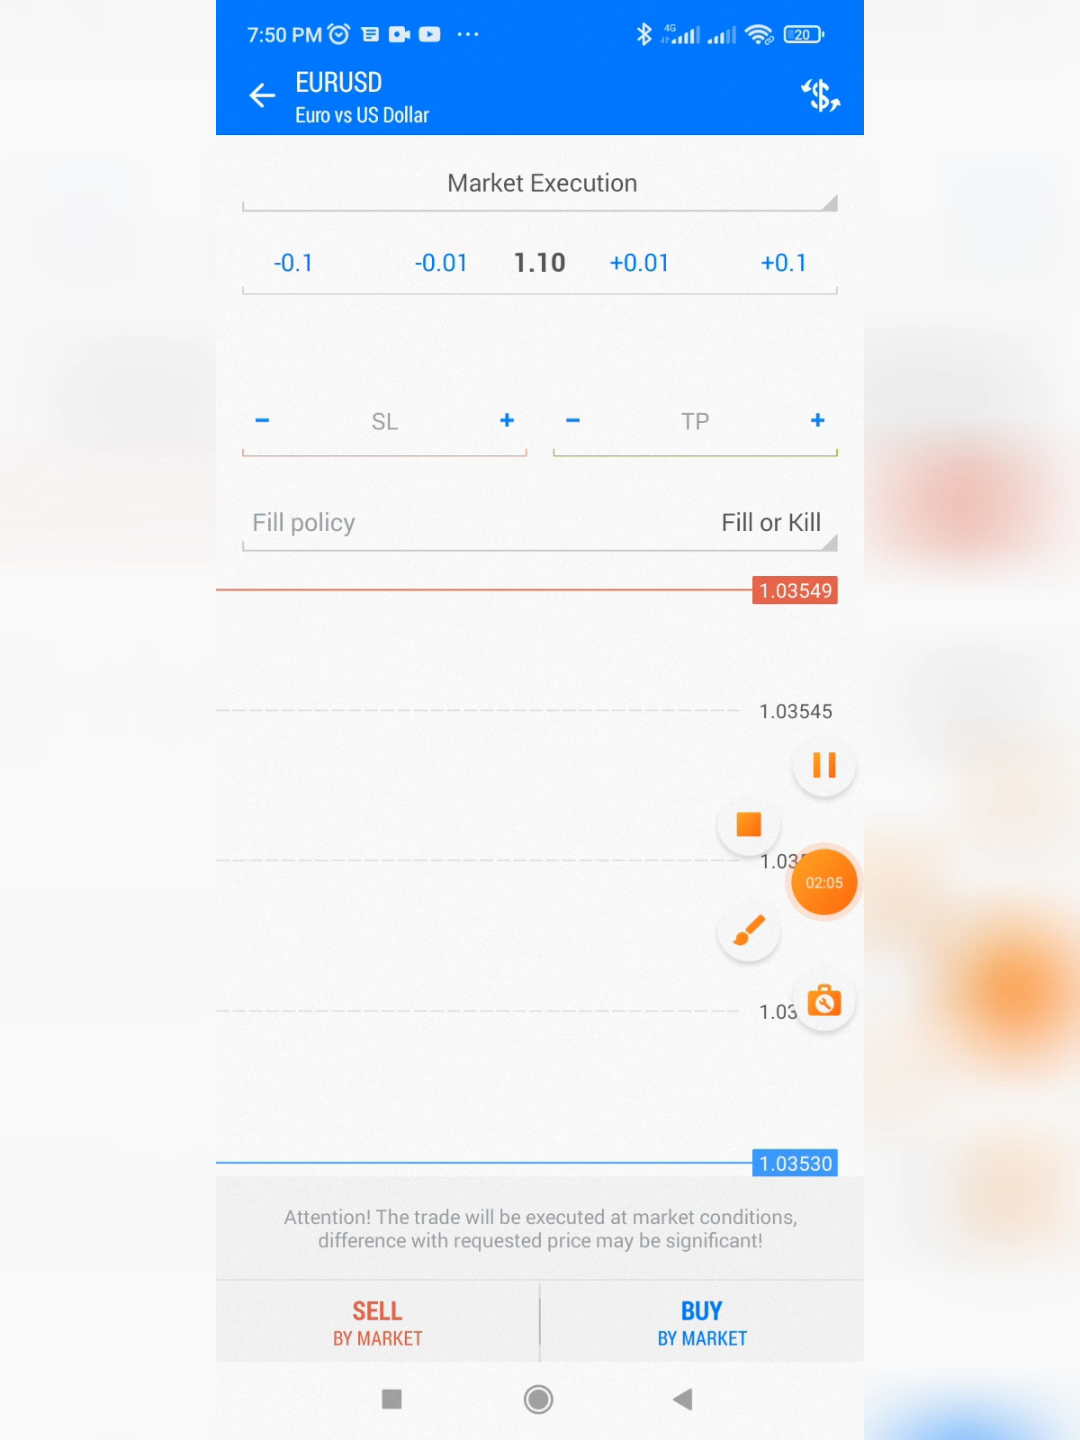 7:50 PM
4G
20
EURUSD
Euro vs US Dollar
Market Execution
-0.1 -0.01 1.10 +0.01 +0.1
- SL + - TP +
Fill policy Fill or Kill
1.03549
1.03545
02:05
1.03530
Attention! The trade will be executed at market conditions,
difference with requested price may be significant!
SELL
BY MARKET
BUY
BY MARKET